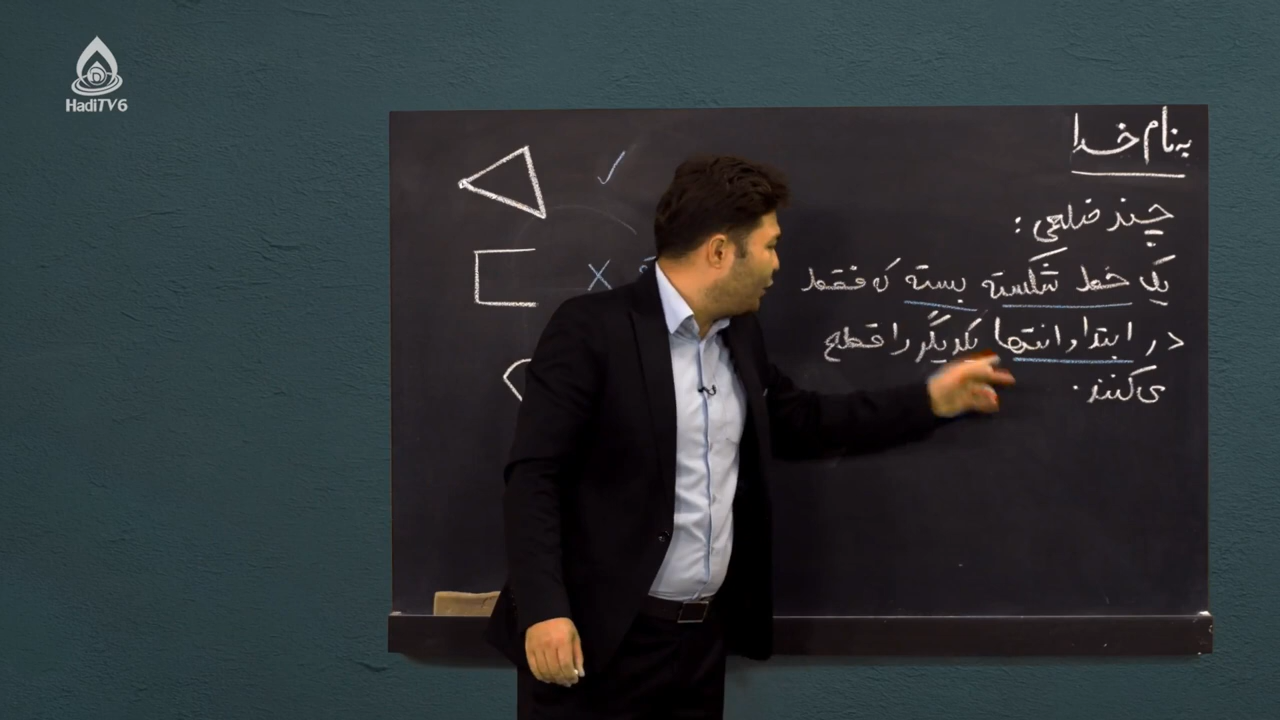 HadiTV6
به نام خدا
چند ضلعی :
یک خط شکسته بسته که فقط
در ابتدا و انتها یکدیگر را قطع
می‌کنند .